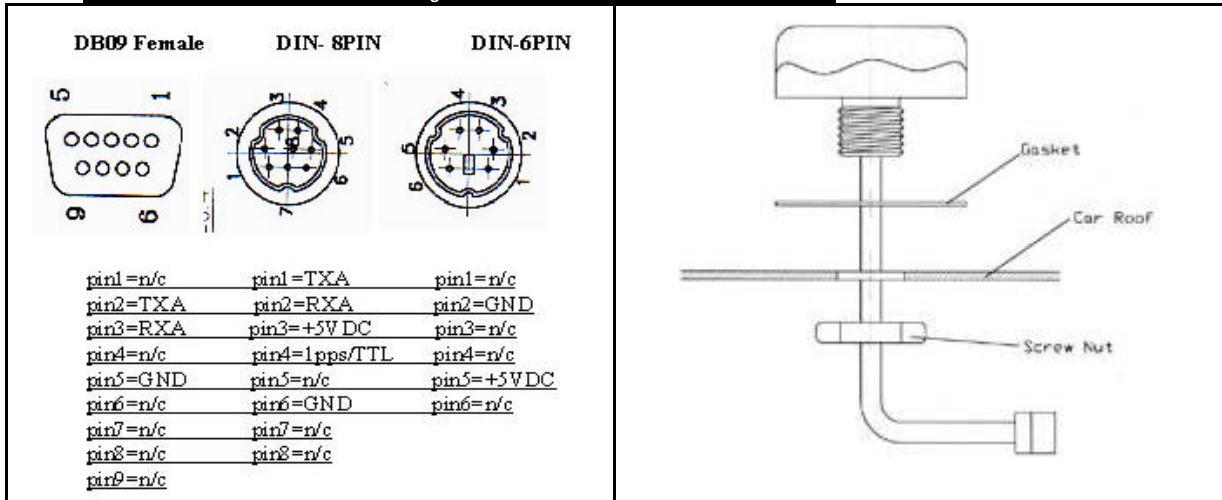 DB09 Female DIN- 8PIN DIN-6PIN
5 1
9 6
3 4
2 8 5
1 6
7
4 3
5 2
6 1
pin1=n/c pin1=TXA pin1=n/c
pin2=TXA pin2=RXA pin2=GND
pin3=RXA pin3=+5VDC pin3=n/c
pin4=n/c pin4=1pps/TTL pin4=n/c
pin5=GND pin5=n/c pin5=+5VDC
pin6=n/c pin6=GND pin6=n/c
pin7=n/c pin7=n/c
pin8=n/c pin8=n/c
pin9=n/c
Gasket
Car Roof
Screw Nut